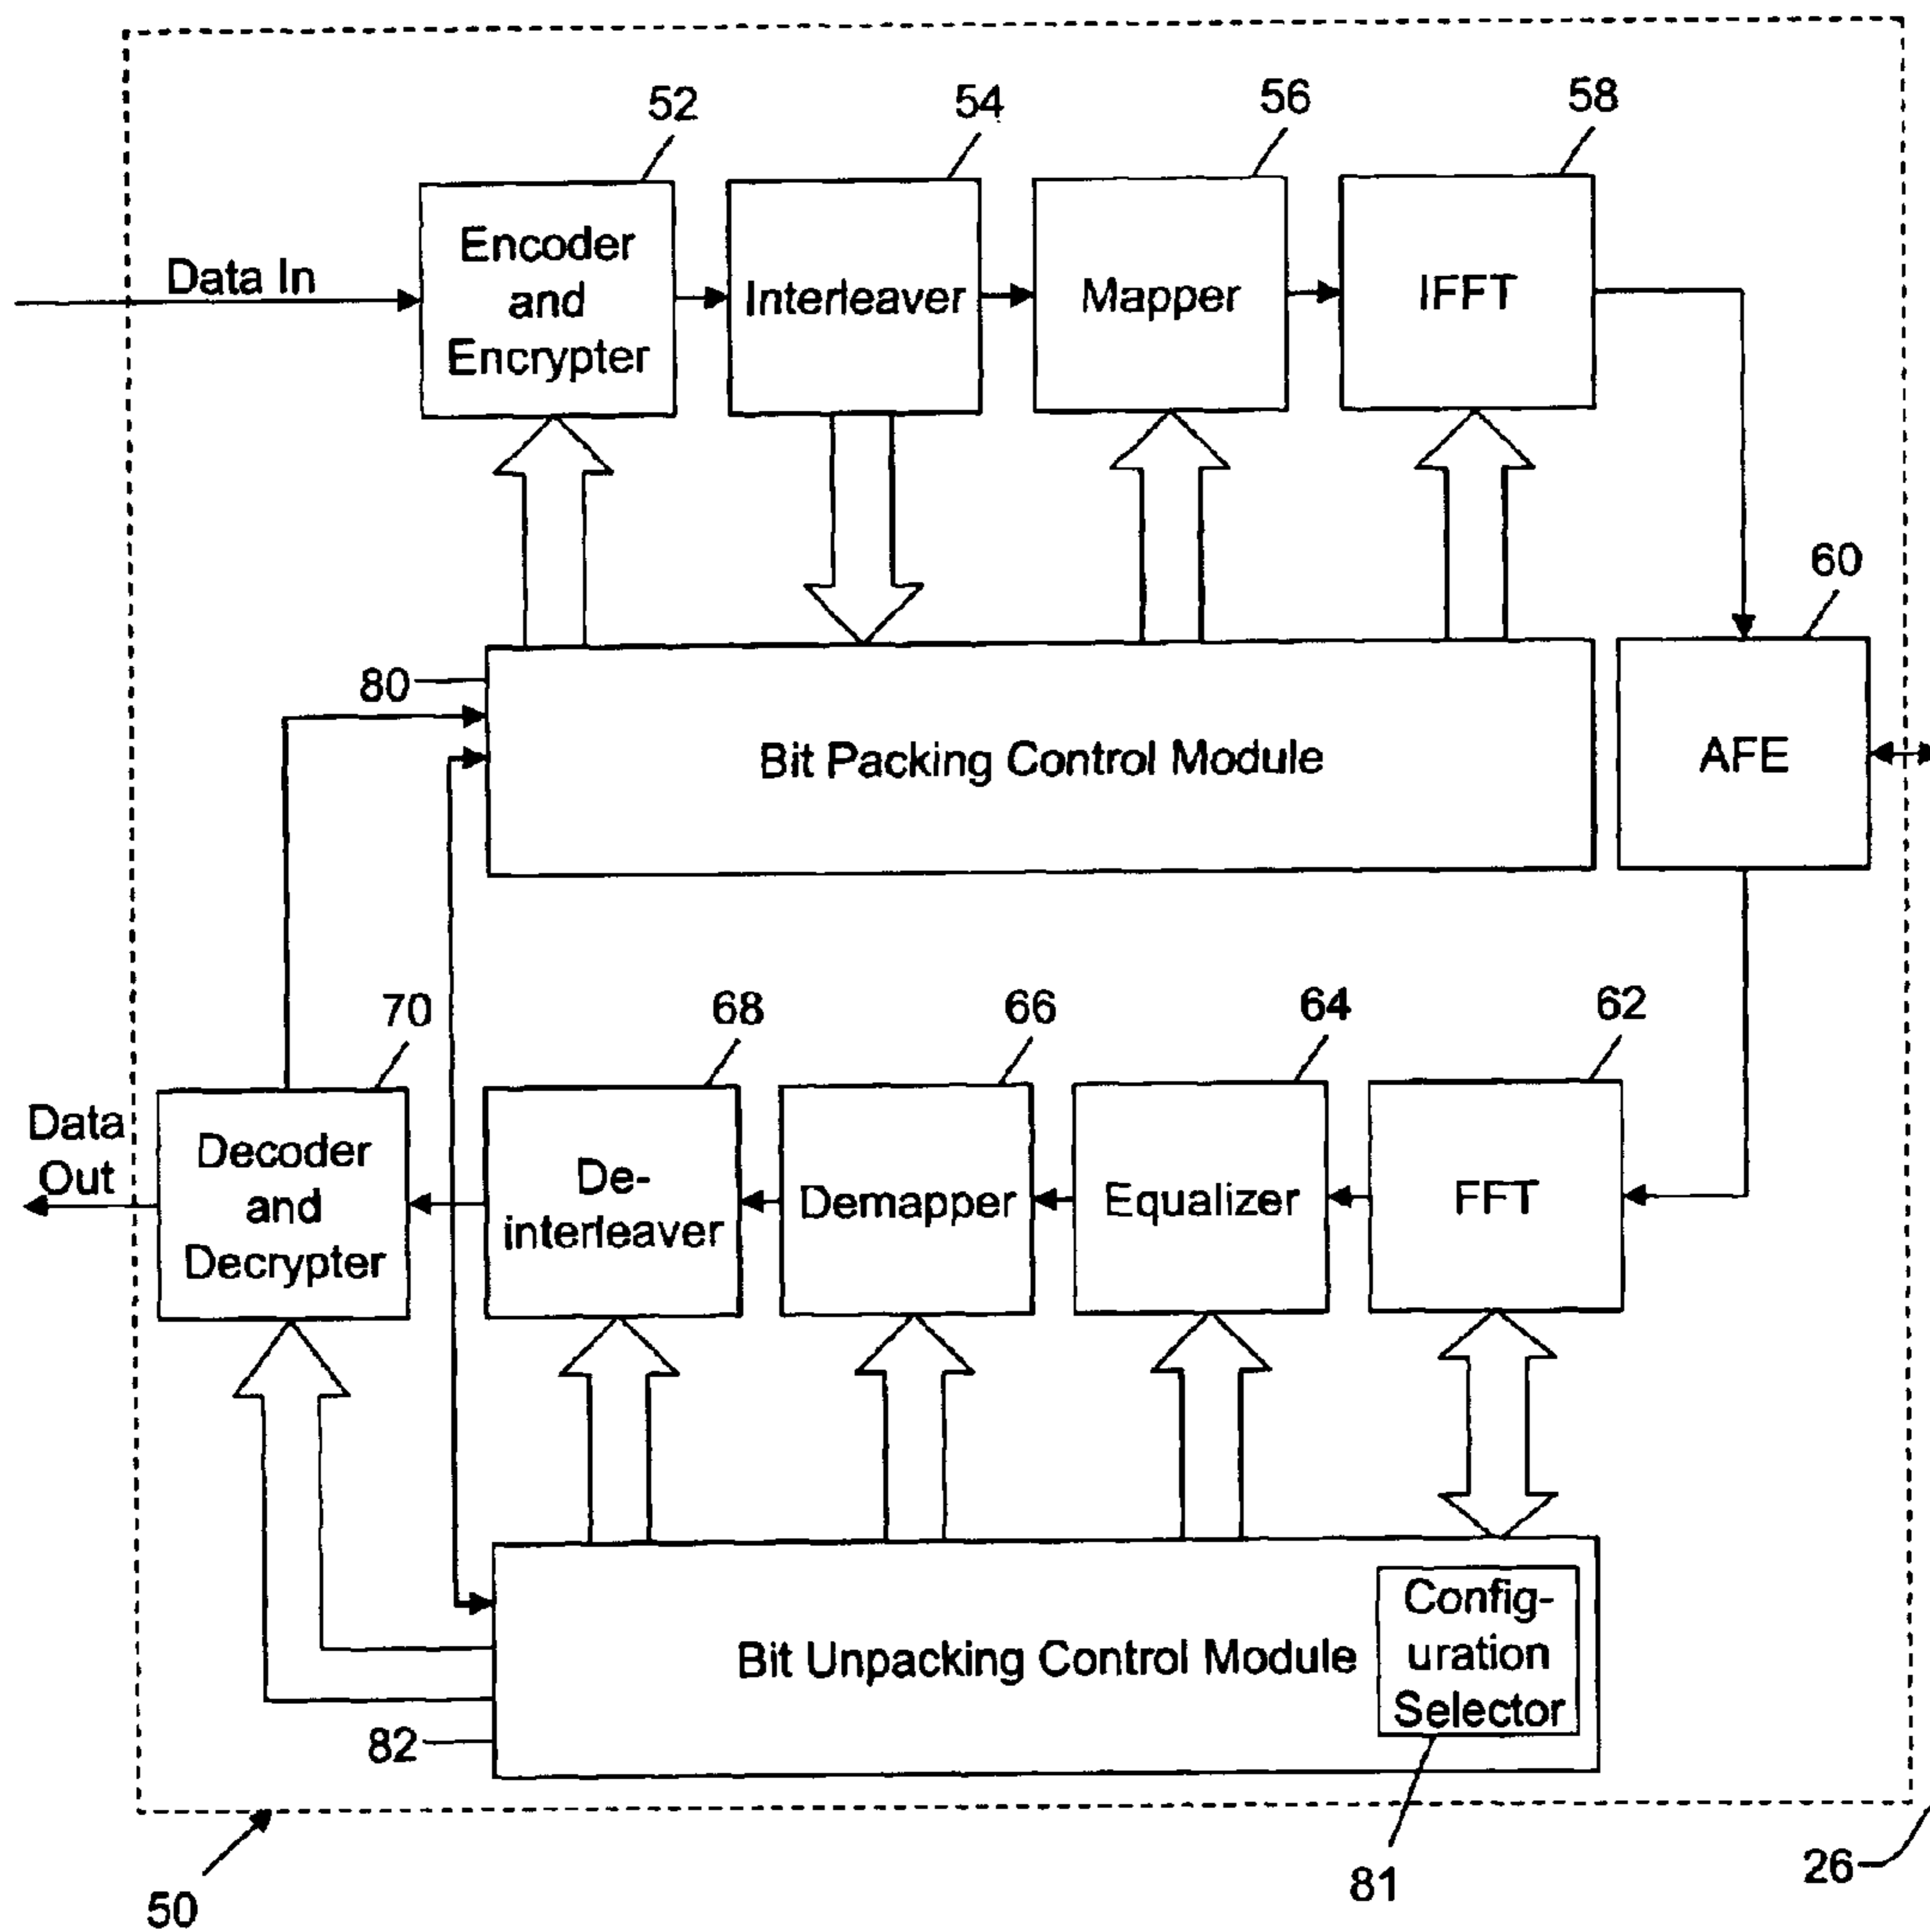 52
54
56
58
Data In
Encoder
and
Encrypter
Interleaver
Mapper
IFFT
60
80
Bit Packing Control Module
AFE
70
68
66
64
62
Data
Out
Decoder
and
Decrypter
De-
interleaver
Demapper
Equalizer
FFT
Bit Unpacking Control Module
Config-
uration
Selector
82
50
81
26